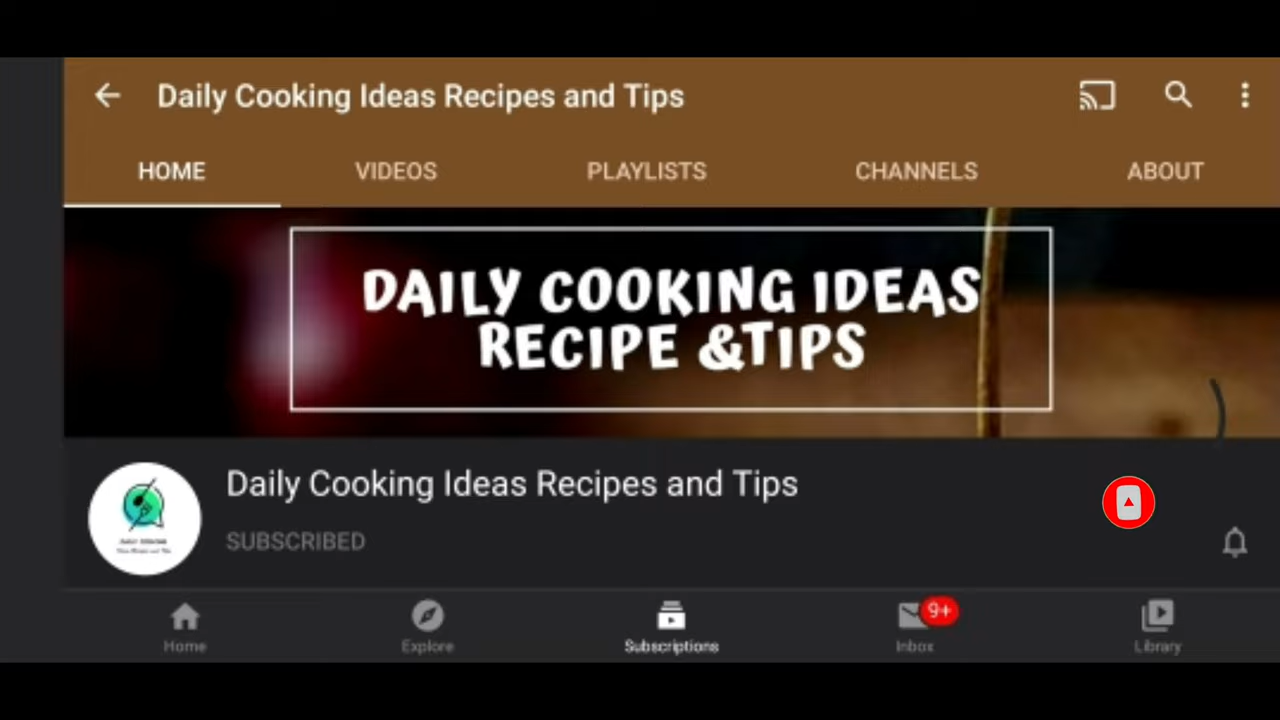 Daily Cooking Ideas Recipes and Tips
HOME VIDEOS PLAYLISTS CHANNELS ABOUT
DAILY COOKING IDEAS
RECIPE &TIPS
Daily Cooking Ideas Recipes and Tips
SUBSCRIBED
9+
Home Explore Subscriptions Inbox Library